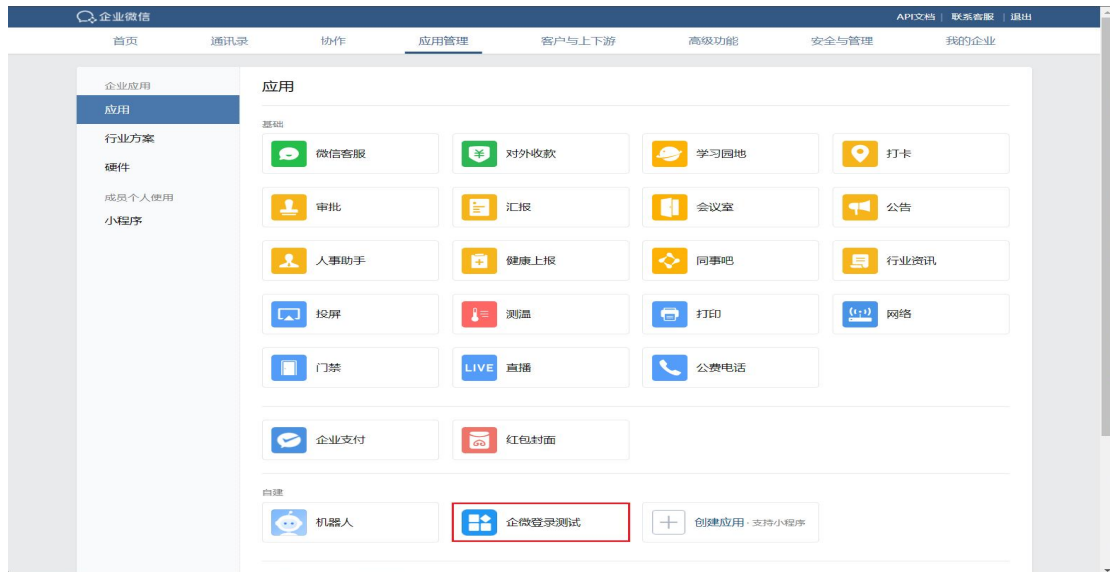 企业微信
API文档 | 联系客服 | 退出
首页 通讯录 协作 应用管理 客户与上下游 高级功能 安全与管理 我的企业
企业应用
应用
行业方案
硬件
成员个人使用
小程序
应用
基础
微信客服 对外收款 学习园地 打卡
审批 汇报 会议室 公告
人事助手 健康上报 同事吧 行业资讯
投屏 测温 打印 网络
门禁 LIVE 直播 公费电话
企业支付 红包封面
自建
机器人 企微登录测试 创建应用 · 支持小程序